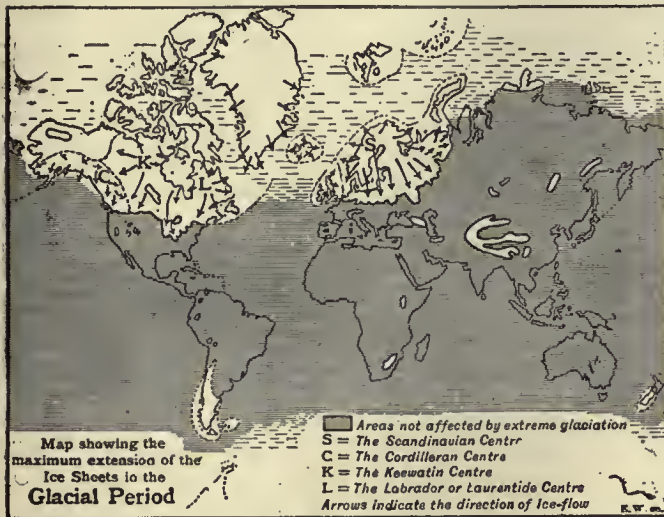 K
L
S
Map showing the
maximum extension of the
Ice Sheets in the
Glacial Period
Areas not affected by extreme glaciation
S = The Scandinavian Centrr
C = The Cordilleran Centre
K = The Keewatin Centre
L = The Labrador or Laurentide Centre
Arrows indicate the direction of Ice-flow